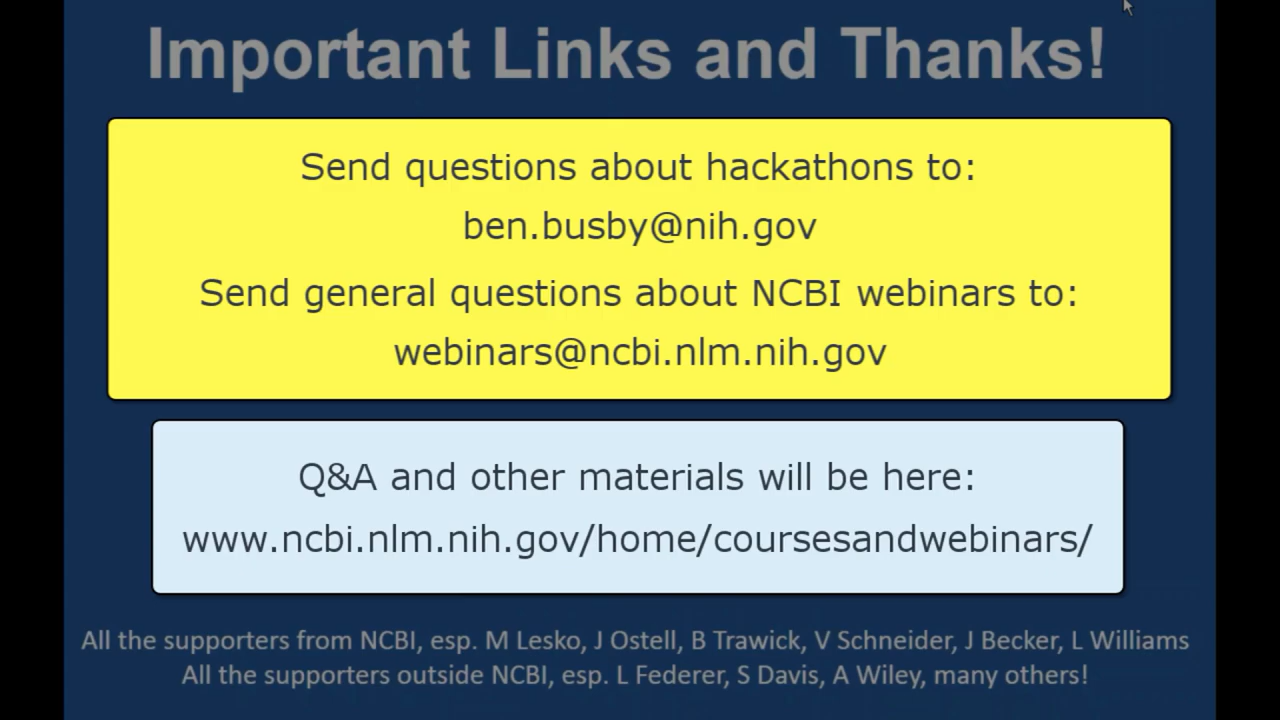 Important Links and Thanks!
Send questions about hackathons to:
ben.busby@nih.gov
Send general questions about NCBI webinars to:
webinars@ncbi.nlm.nih.gov
Q&A and other materials will be here:
www.ncbi.nlm.nih.gov/home/coursesandwebinars/
All the supporters from NCBI, esp. M Lesko, J Ostell, B Trawick, V Schneider, J Becker, L Williams
All the supporters outside NCBI, esp. L Federer, S Davis, A Wiley, many others!